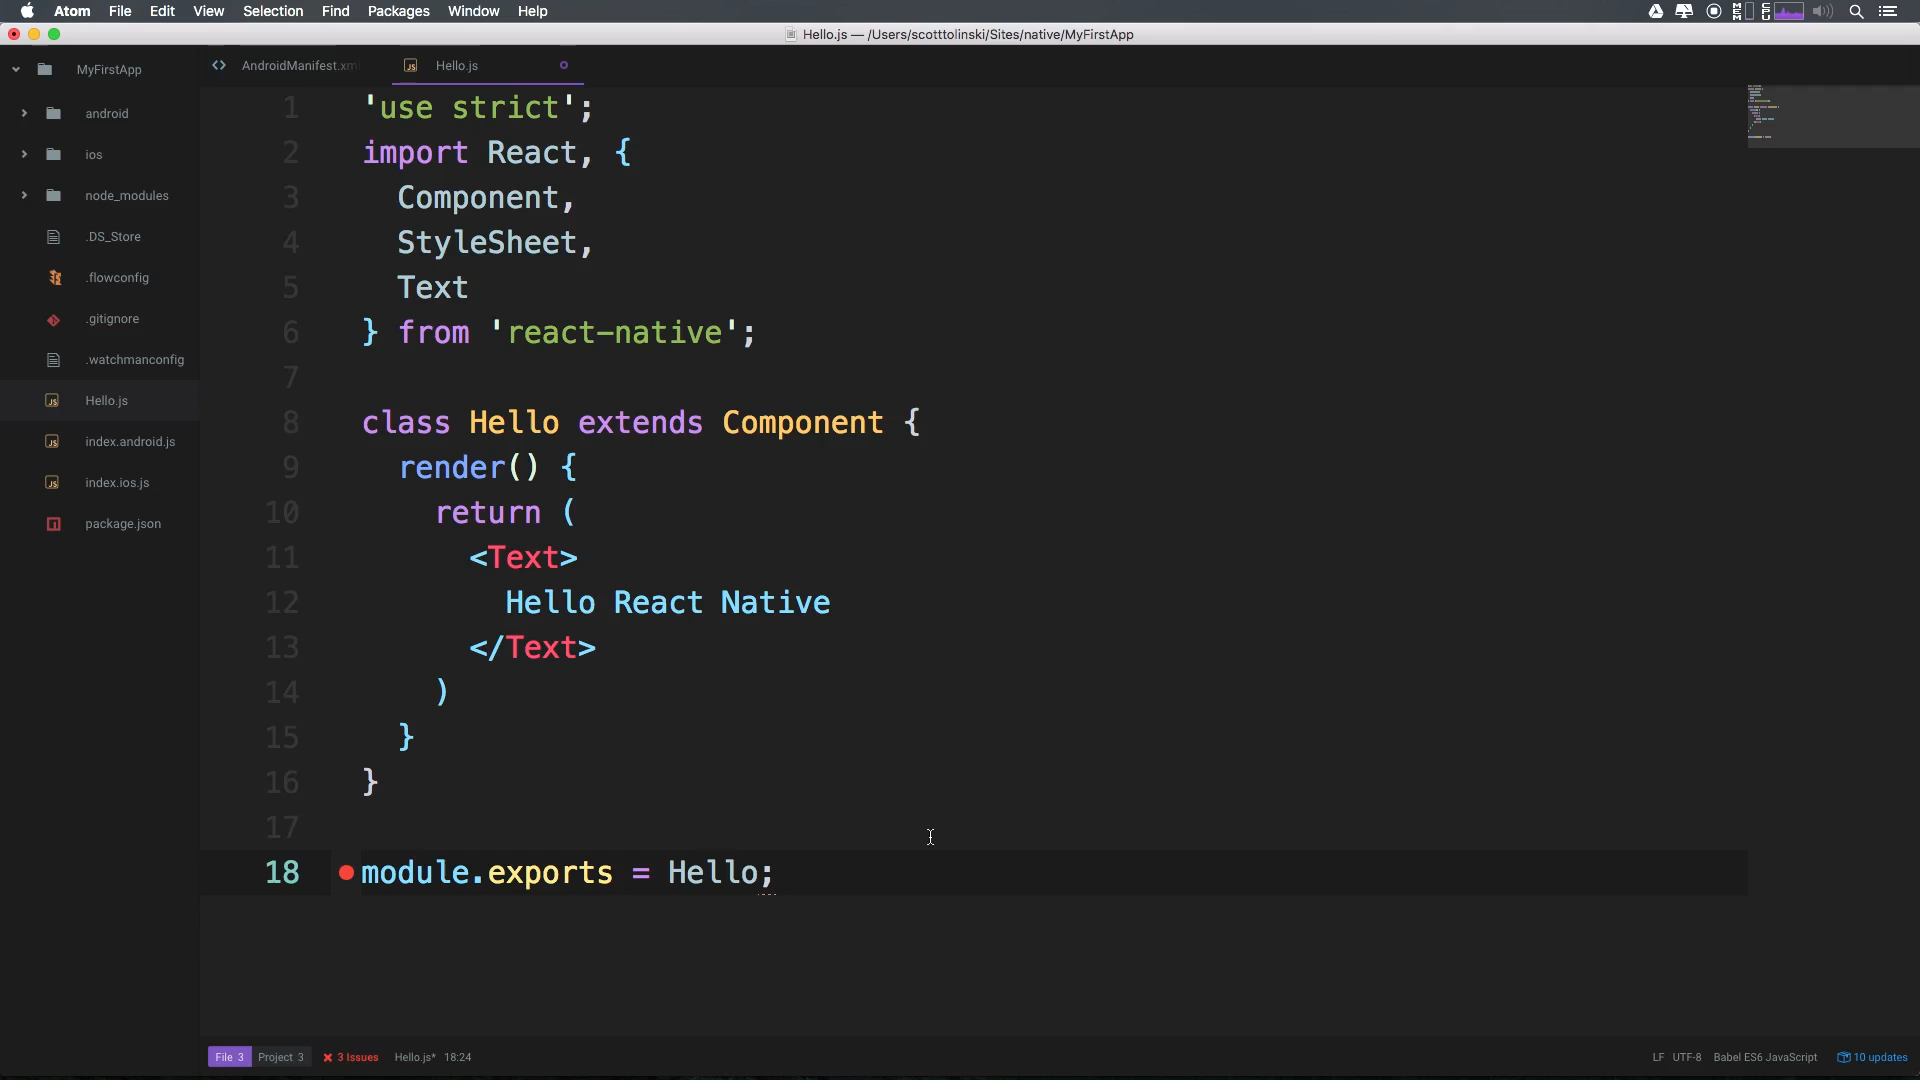 Atom File Edit View Selection Find Packages Window Help
Hello.js — /Users/scotttolinski/Sites/native/MyFirstApp
MyFirstApp
android
ios
node_modules
.DS_Store
.flowconfig
.gitignore
.watchmanconfig
Hello.js
index.android.js
index.ios.js
package.json
AndroidManifest.xm Hello.js
1 'use strict';
2 import React, {
3 Component,
4 StyleSheet,
5 Text
6 } from 'react-native';
7
8 class Hello extends Component {
9 render() {
10 return (
11 <Text>
12 Hello React Native
13 </Text>
14 )
15 }
16 }
17
18 module.exports = Hello;
File 3 Project 3 3 Issues Hello.js* 18:24 LF UTF-8 Babel ES6 JavaScript 10 updates